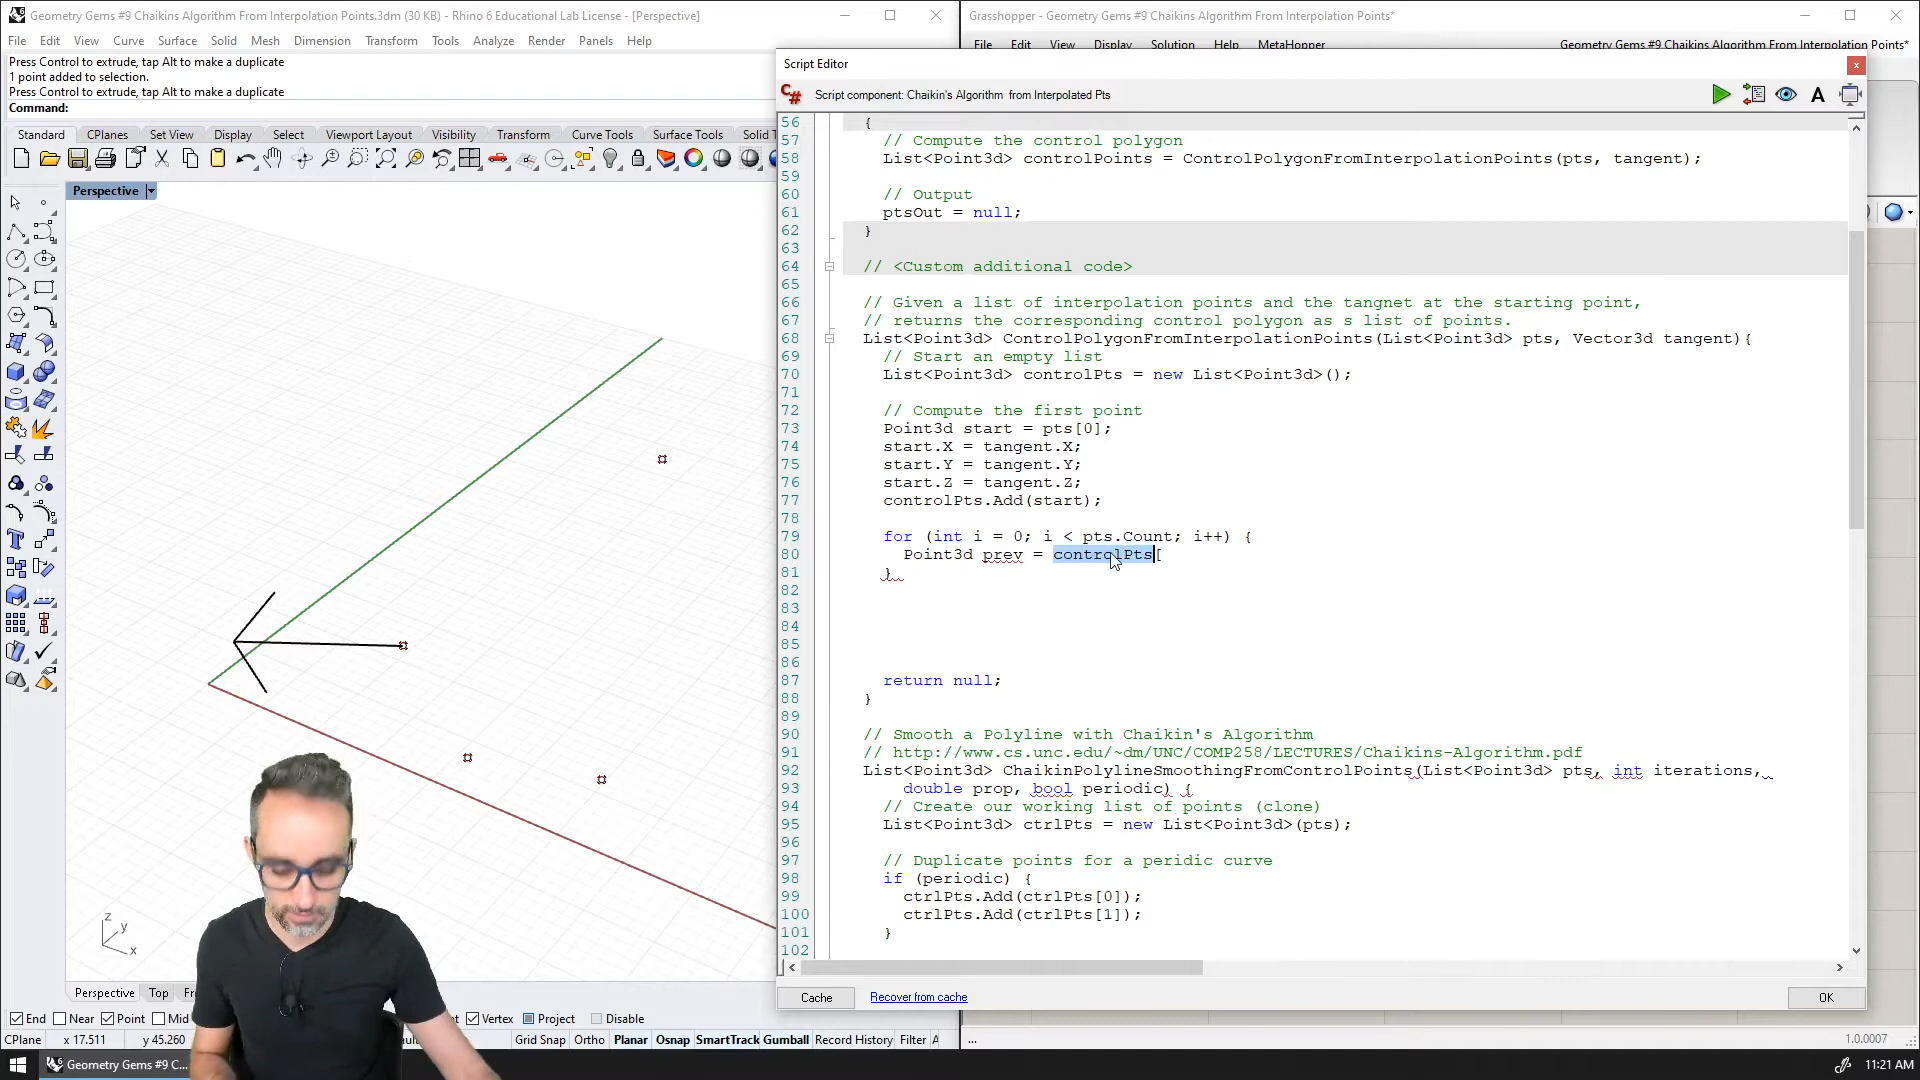 Geometry Gems #9 Chaikins Algorithm From Interpolation Points.3dm (30 KB) - Rhino 6 Educational Lab License - [Perspective]
Grasshopper - Geometry Gems #9 Chaikins Algorithm From Interpolation Points*
File Edit View Curve Surface Solid Mesh Dimension Transform Tools Analyze Render Panels Help
File Edit View Display Solution Help MetaHopper Geometry Gems #9 Chaikins Algorithm From Interpolation Points*
Press Control to extrude, tap Alt to make a duplicate
1 point added to selection.
Press Control to extrude, tap Alt to make a duplicate
Command:
Standard CPlanes Set View Display Select Viewport Layout Visibility Transform Curve Tools Surface Tools Solid T
Perspective
z
y
x
Perspective Top
End Near Point Mid Vertex Project Disable
CPlane x 17.511 y 45.260 Grid Snap Ortho Planar Osnap SmartTrack Gumball Record History Filter
Script Editor
C# Script component: Chaikin's Algorithm from Interpolated Pts
A
56 {
57 // Compute the control polygon
58 List<Point3d> controlPoints = ControlPolygonFromInterpolationPoints(pts, tangent);
59
60 // Output
61 ptsOut = null;
62 }
63
64 // <Custom additional code>
65
66 // Given a list of interpolation points and the tangnet at the starting point,
67 // returns the corresponding control polygon as s list of points.
68 List<Point3d> ControlPolygonFromInterpolationPoints(List<Point3d> pts, Vector3d tangent){
69 // Start an empty list
70 List<Point3d> controlPts = new List<Point3d>();
71
72 // Compute the first point
73 Point3d start = pts[0];
74 start.X = tangent.X;
75 start.Y = tangent.Y;
76 start.Z = tangent.Z;
77 controlPts.Add(start);
78
79 for (int i = 0; i < pts.Count; i++) {
80 Point3d prev = controlPts[
81 }
82
83
84
85
86
87 return null;
88 }
89
90 // Smooth a Polyline with Chaikin's Algorithm
91 // http://www.cs.unc.edu/~dm/UNC/COMP258/LECTURES/Chaikins-Algorithm.pdf
92 List<Point3d> ChaikinPolylineSmoothingFromControlPoints(List<Point3d> pts, int iterations,
93 double prop, bool periodic) {
94 // Create our working list of points (clone)
95 List<Point3d> ctrlPts = new List<Point3d>(pts);
96
97 // Duplicate points for a peridic curve
98 if (periodic) {
99 ctrlPts.Add(ctrlPts[0]);
100 ctrlPts.Add(ctrlPts[1]);
101 }
102
Cache Recover from cache OK
... 1.0.0007
Geometry Gems #9 C... 11:21 AM